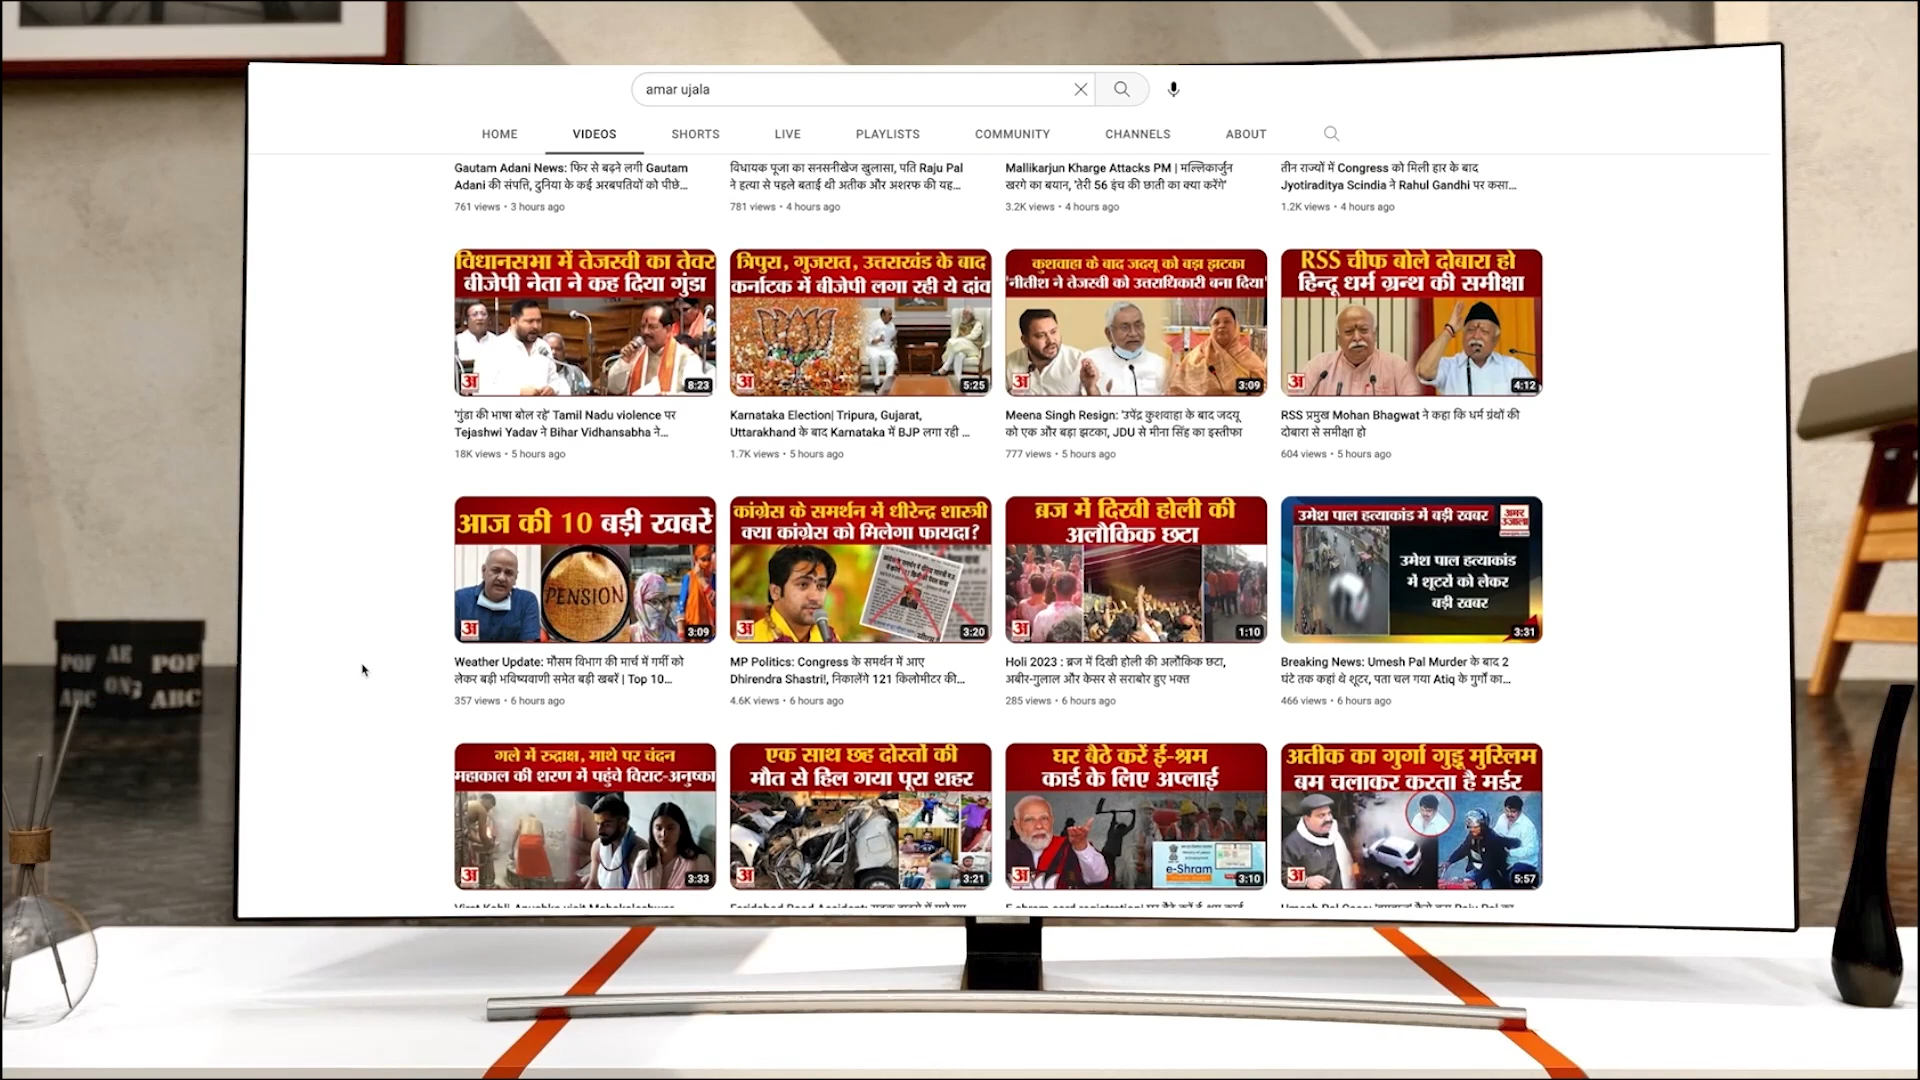 amar ujala
HOME VIDEOS SHORTS LIVE PLAYLISTS COMMUNITY CHANNELS ABOUT
Gautam Adani News: फिर से बढ़ने लगी Gautam
Adani की संपत्ति, दुनिया के कई अरबपतियों को पीछे...
761 views • 3 hours ago
विधायक पूजा का सनसनीखेज खुलासा, पति Raju Pal
ने हत्या से पहले बताई थी अतीक और अशरफ की यह...
781 views • 4 hours ago
Mallikarjun Kharge Attacks PM | मल्लिकार्जुन
खरगे का बयान, 'तेरी 56 इंच की छाती का क्या करेंगे'
3.2K views • 4 hours ago
तीन राज्यों में Congress को मिली हार के बाद
Jyotiraditya Scindia ने Rahul Gandhi पर कसा...
1.2K views • 4 hours ago
विधानसभा में तेजस्वी का तेवर
बीजेपी नेता ने कह दिया गुंडा
अ
8:23
'गुंडा की भाषा बोल रहे' Tamil Nadu violence पर
Tejashwi Yadav ने Bihar Vidhansabha ने...
18K views • 5 hours ago
त्रिपुरा, गुजरात, उत्तराखंड के बाद
कर्नाटक में बीजेपी लगा रही ये दांव
अ
5:25
Karnataka Election| Tripura, Gujarat,
Uttarakhand के बाद Karnataka में BJP लगा रही ...
1.7K views • 5 hours ago
कुशवाहा के बाद जदयू को बड़ा झटका
'नीतीश ने तेजस्वी को उत्तराधिकारी बना दिया'
अ
3:09
Meena Singh Resign: 'उपेंद्र कुशवाहा के बाद जदयू
को एक और बड़ा झटका, JDU से मीना सिंह का इस्तीफा
777 views • 5 hours ago
RSS चीफ बोले दोबारा हो
हिन्दू धर्म ग्रन्थ की समीक्षा
अ
4:12
RSS प्रमुख Mohan Bhagwat ने कहा कि धर्म ग्रंथों की
दोबारा से समीक्षा हो
604 views • 5 hours ago
आज की 10 बड़ी खबरें
PENSION
अ
3:09
Weather Update: मौसम विभाग की मार्च में गर्मी को
लेकर बड़ी भविष्यवाणी समेत बड़ी खबरें | Top 10...
357 views • 6 hours ago
कांग्रेस के समर्थन में धीरेन्द्र शास्त्री
क्या कांग्रेस को मिलेगा फायदा?
अ
3:20
MP Politics: Congress के समर्थन में आए
Dhirendra Shastri!, निकालेंगे 121 किलोमीटर की...
4.6K views • 6 hours ago
ब्रज में दिखी होली की
अलौकिक छटा
अ
1:10
Holi 2023 : ब्रज में दिखी होली की अलौकिक छटा,
अबीर-गुलाल और केसर से सराबोर हुए भक्त
285 views • 6 hours ago
उमेश पाल हत्याकांड में बड़ी खबर
अमर
उजाला
उमेश पाल हत्याकांड
में शूटरों को लेकर
बड़ी खबर
3:31
Breaking News: Umesh Pal Murder के बाद 2
घंटे तक कहां थे शूटर, पता चल गया Atiq के गुर्गों का...
466 views • 6 hours ago
गले में रुद्राक्ष, माथे पर चंदन
महाकाल की शरण में पहुंचे विराट-अनुष्का
अ
3:33
एक साथ छह दोस्तों की
मौत से हिल गया पूरा शहर
अ
3:21
घर बैठे करें ई-श्रम
कार्ड के लिए अप्लाई
e-Shram
अ
3:10
अतीक का गुर्गा गुड्डू मुस्लिम
बम चलाकर करता है मर्डर
अ
5:57
POF AE POF
ABC ABC